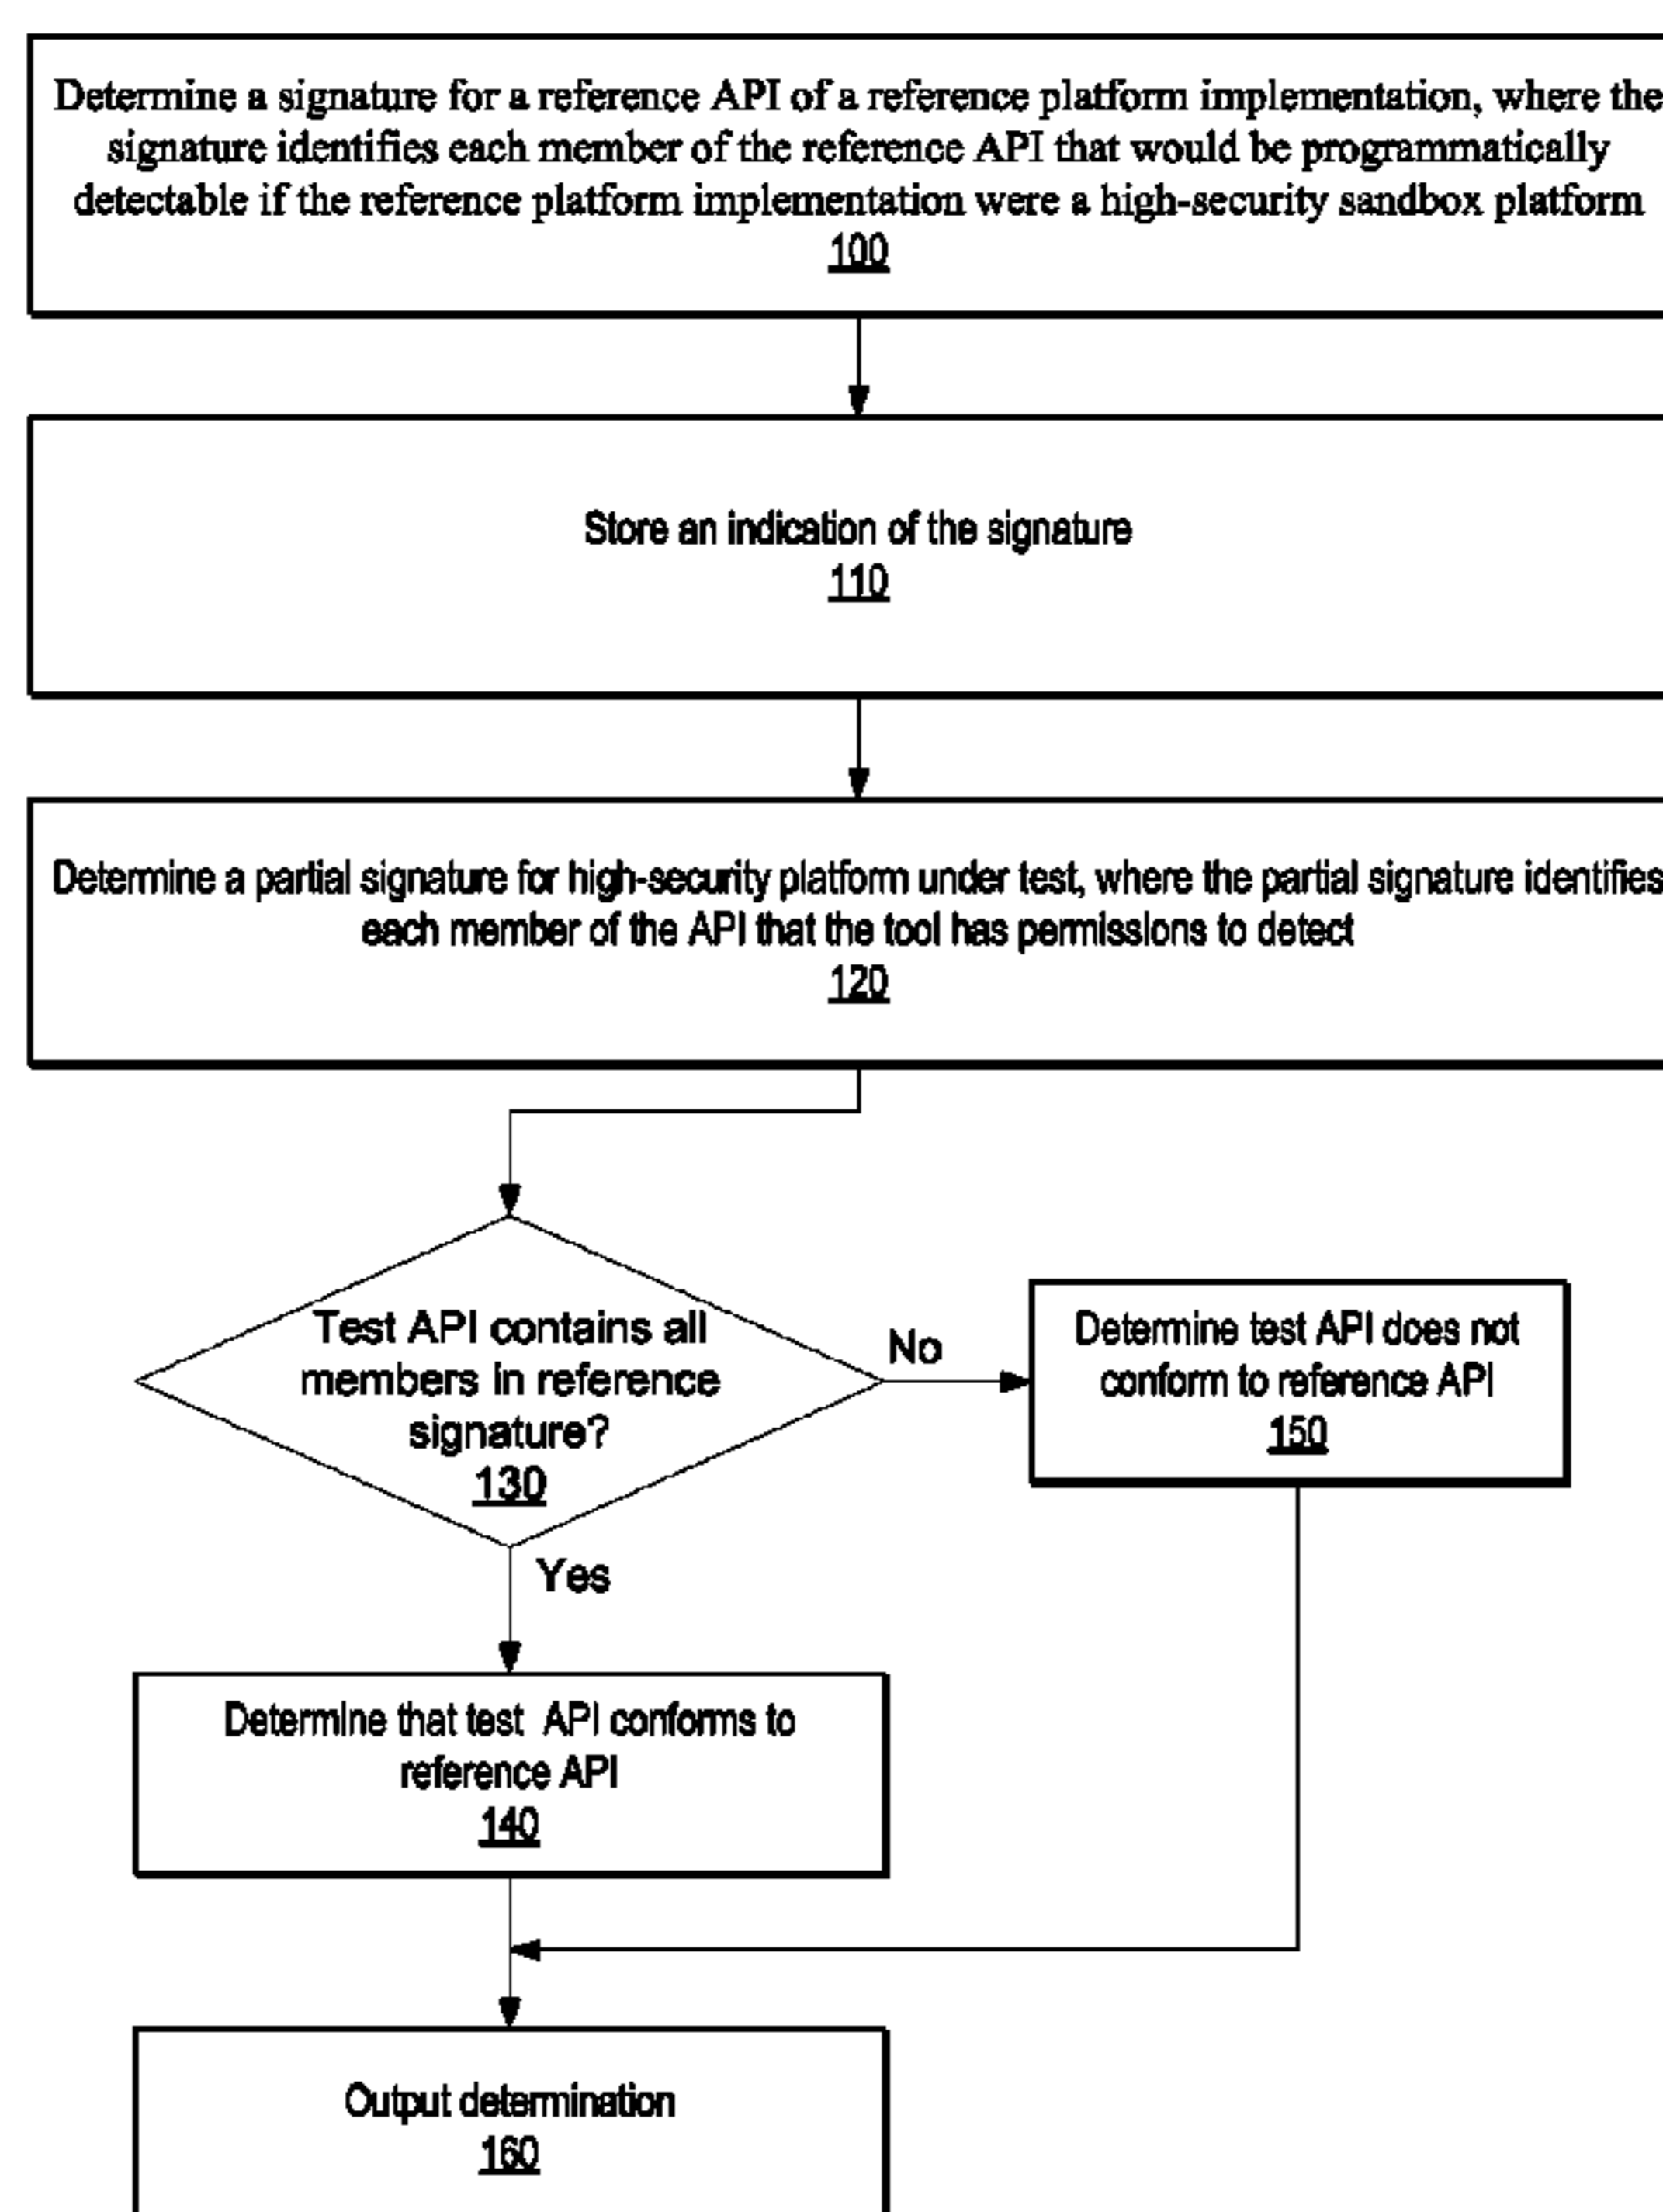 Determine a signature for a reference API of a reference platform implementation, where the
signature identifies each member of the reference API that would be programmatically
detectable if the reference platform implementation were a high-security sandbox platform
100
Store an indication of the signature
110
Determine a partial signature for high-security platform under test, where the partial signature identifies
each member of the API that the tool has permissions to detect
120
Test API contains all
members in reference
signature?
130
No
Determine test API does not
conform to reference API
150
Yes
Determine that test API conforms to
reference API
140
Output determination
160